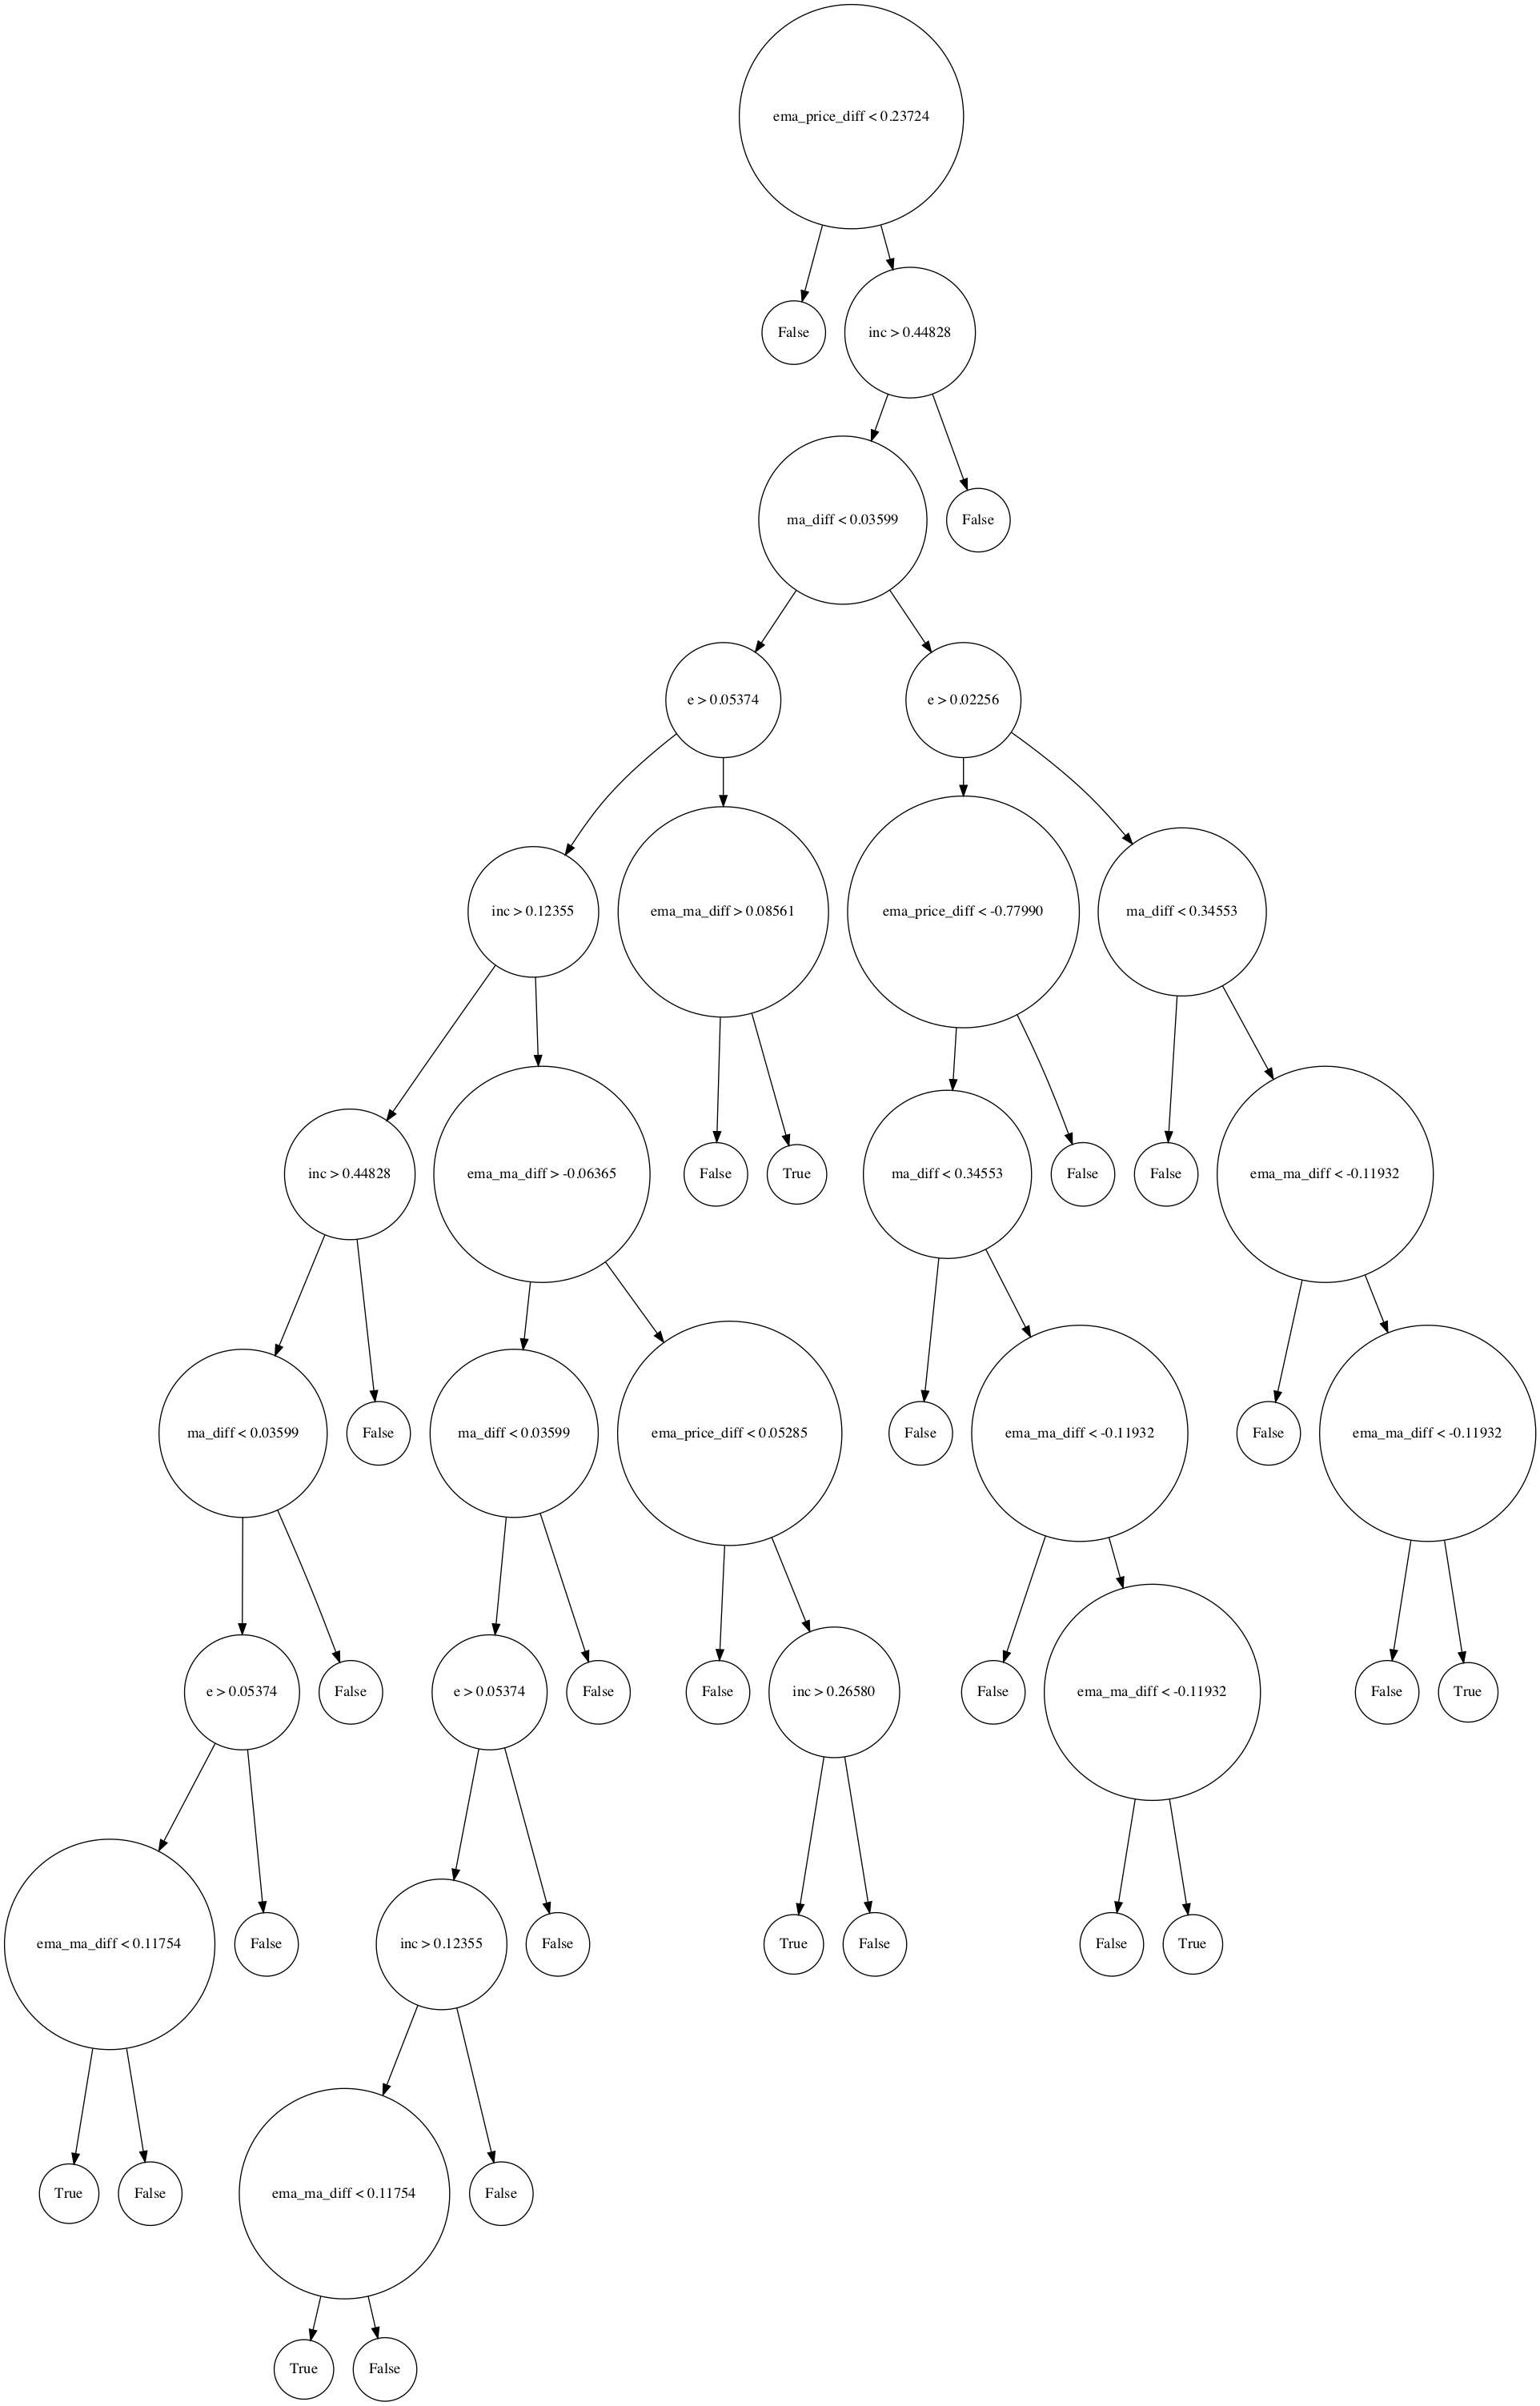 ema_price_diff < 0.23724
False
inc > 0.44828
ma_diff < 0.03599
False
e > 0.05374
e > 0.02256
inc > 0.12355
ema_ma_diff > 0.08561
ema_price_diff < -0.77990
ma_diff < 0.34553
inc > 0.44828
ema_ma_diff > -0.06365
False
True
ma_diff < 0.34553
False
False
ema_ma_diff < -0.11932
ma_diff < 0.03599
False
ma_diff < 0.03599
ema_price_diff < 0.05285
False
ema_ma_diff < -0.11932
False
ema_ma_diff < -0.11932
e > 0.05374
False
e > 0.05374
False
False
inc > 0.26580
False
ema_ma_diff < -0.11932
False
True
ema_ma_diff < 0.11754
False
inc > 0.12355
False
True
False
False
True
True
False
ema_ma_diff < 0.11754
False
True
False